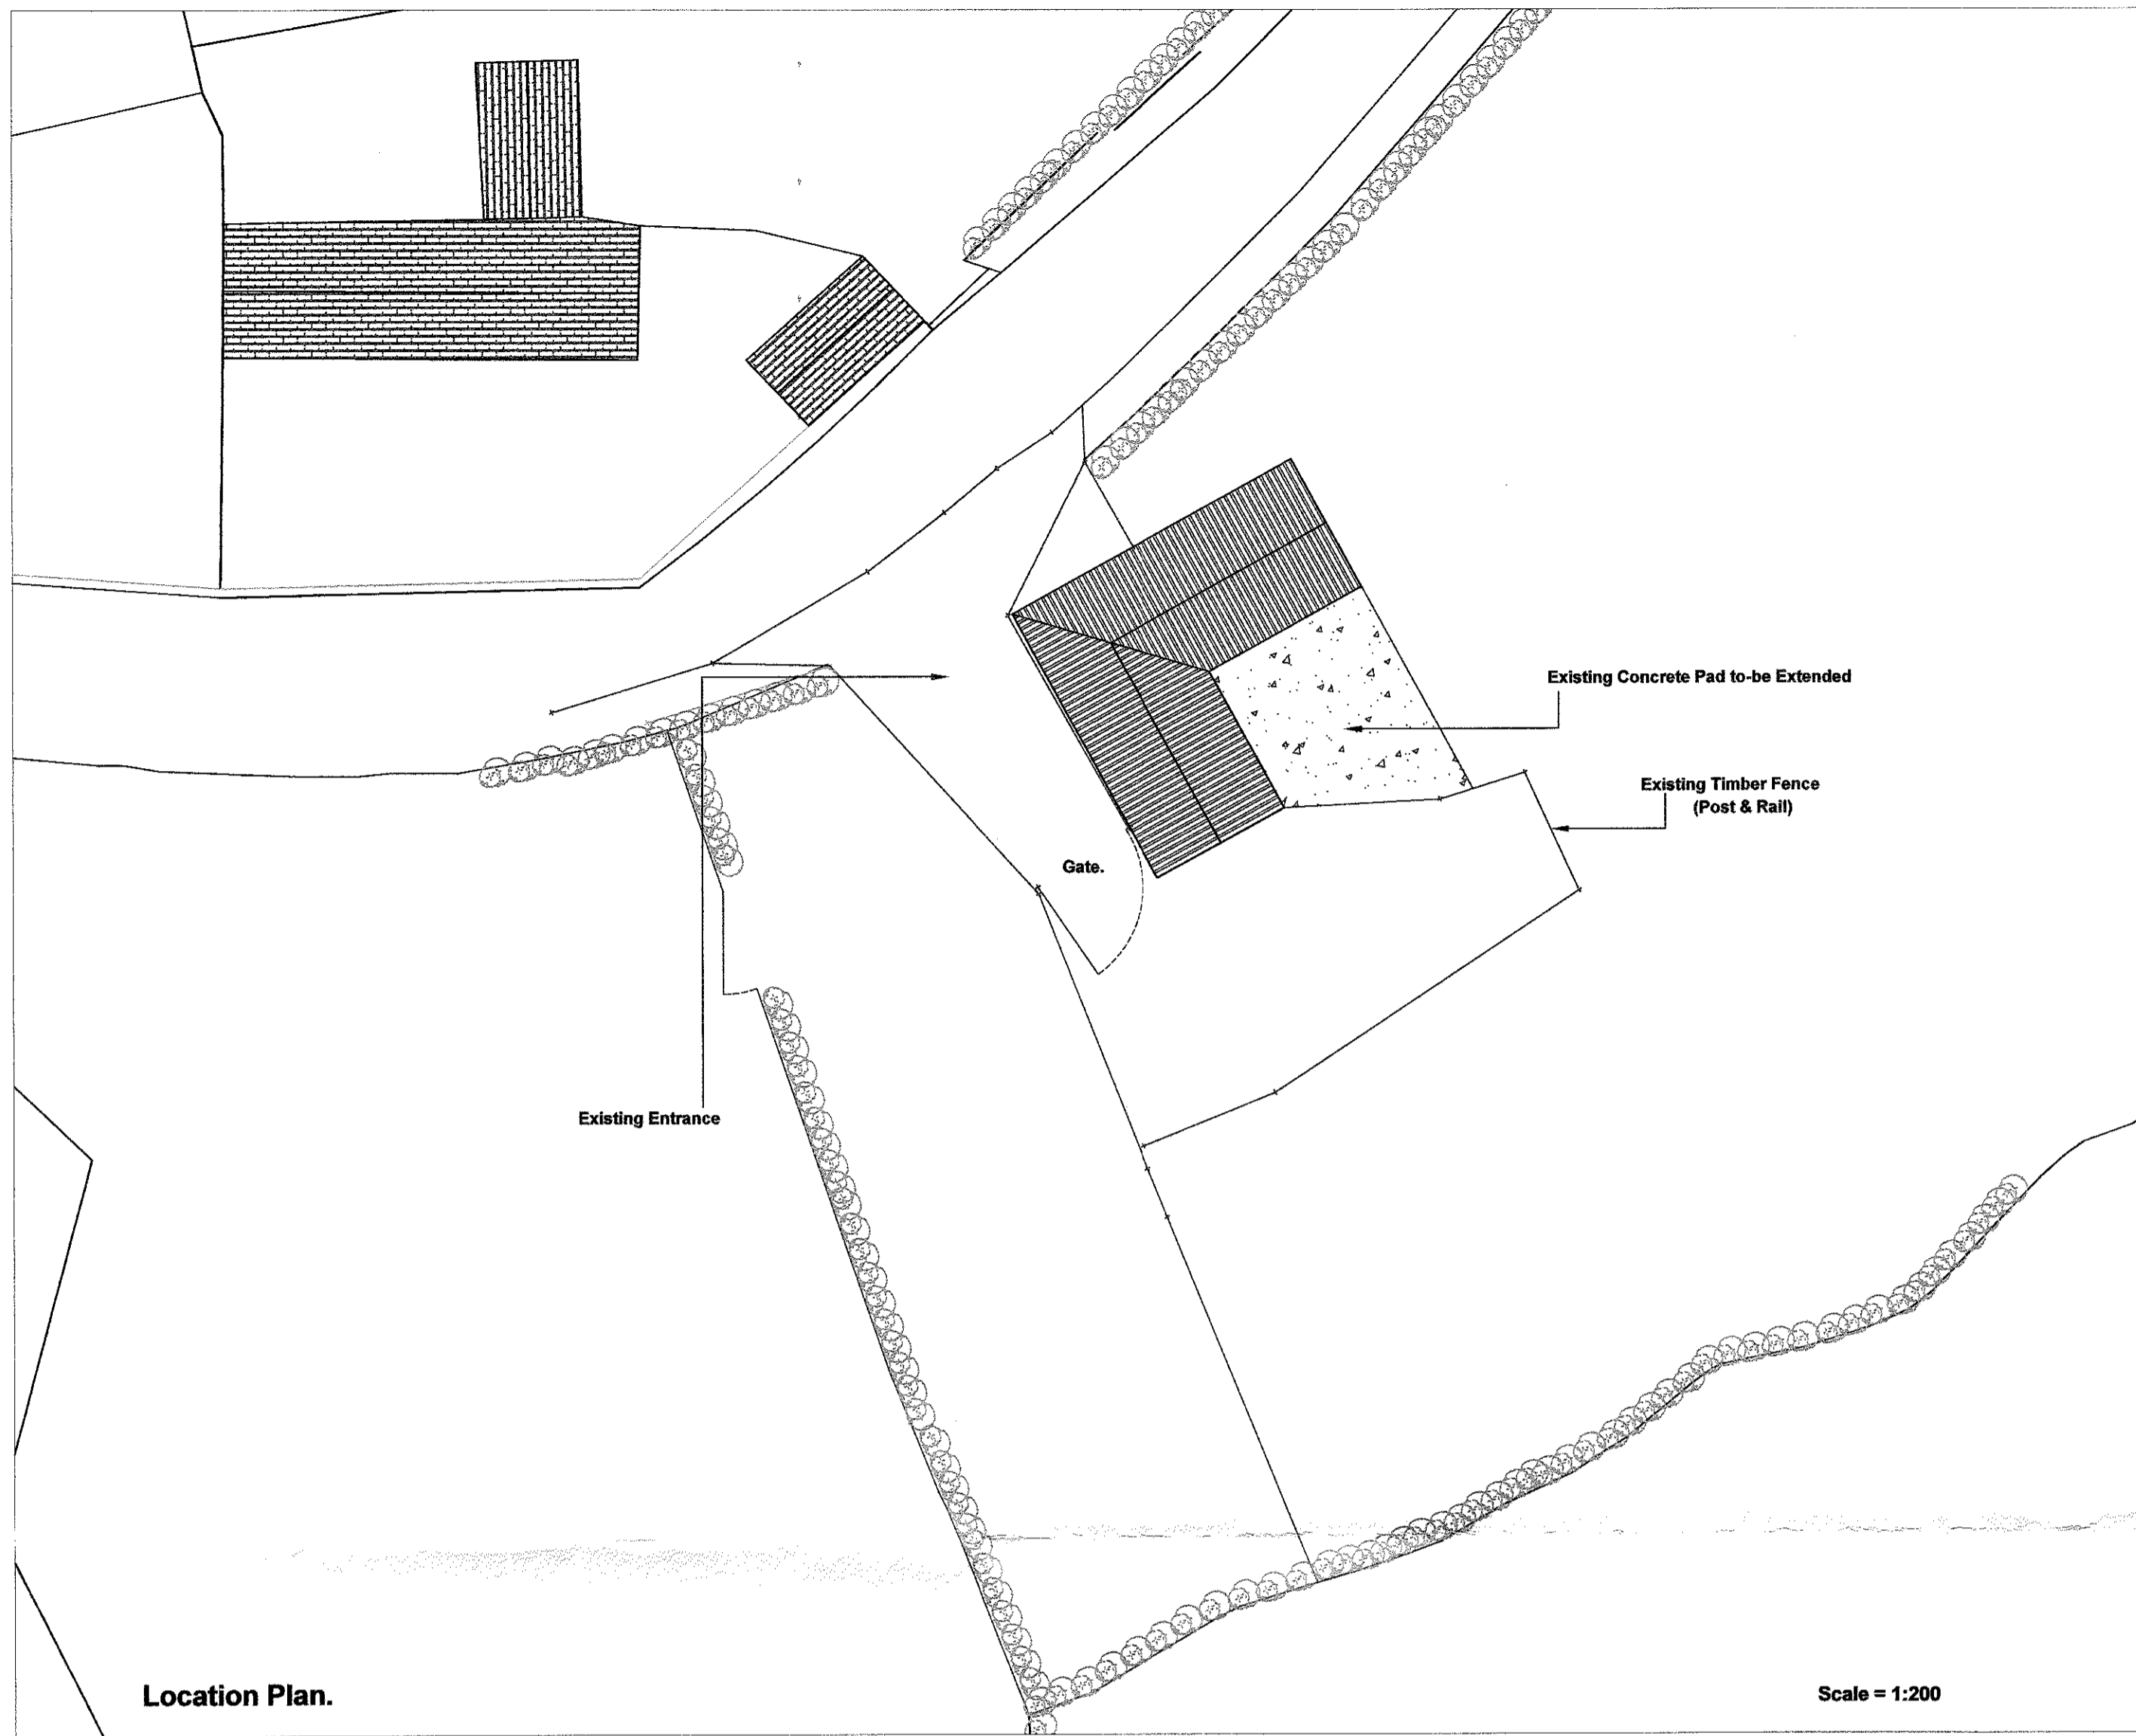 Existing Concrete Pad to-be Extended
Existing Timber Fence
(Post & Rail)
Gate.
Existing Entrance
Location Plan.
Scale = 1:200